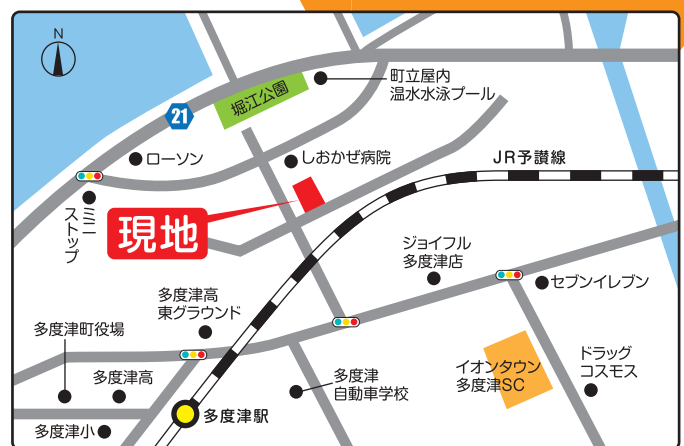 N
町立屋内
温水水泳プール
堀江公園
21
ローソン
しおかぜ病院
JR予讃線
ミニ
ストップ
現地
ジョイフル
多度津店
セブンイレブン
多度津高
東グラウンド
多度津町役場
多度津高
多度津
自動車学校
イオンタウン
多度津SC
ドラッグ
コスモス
多度津駅
多度津小